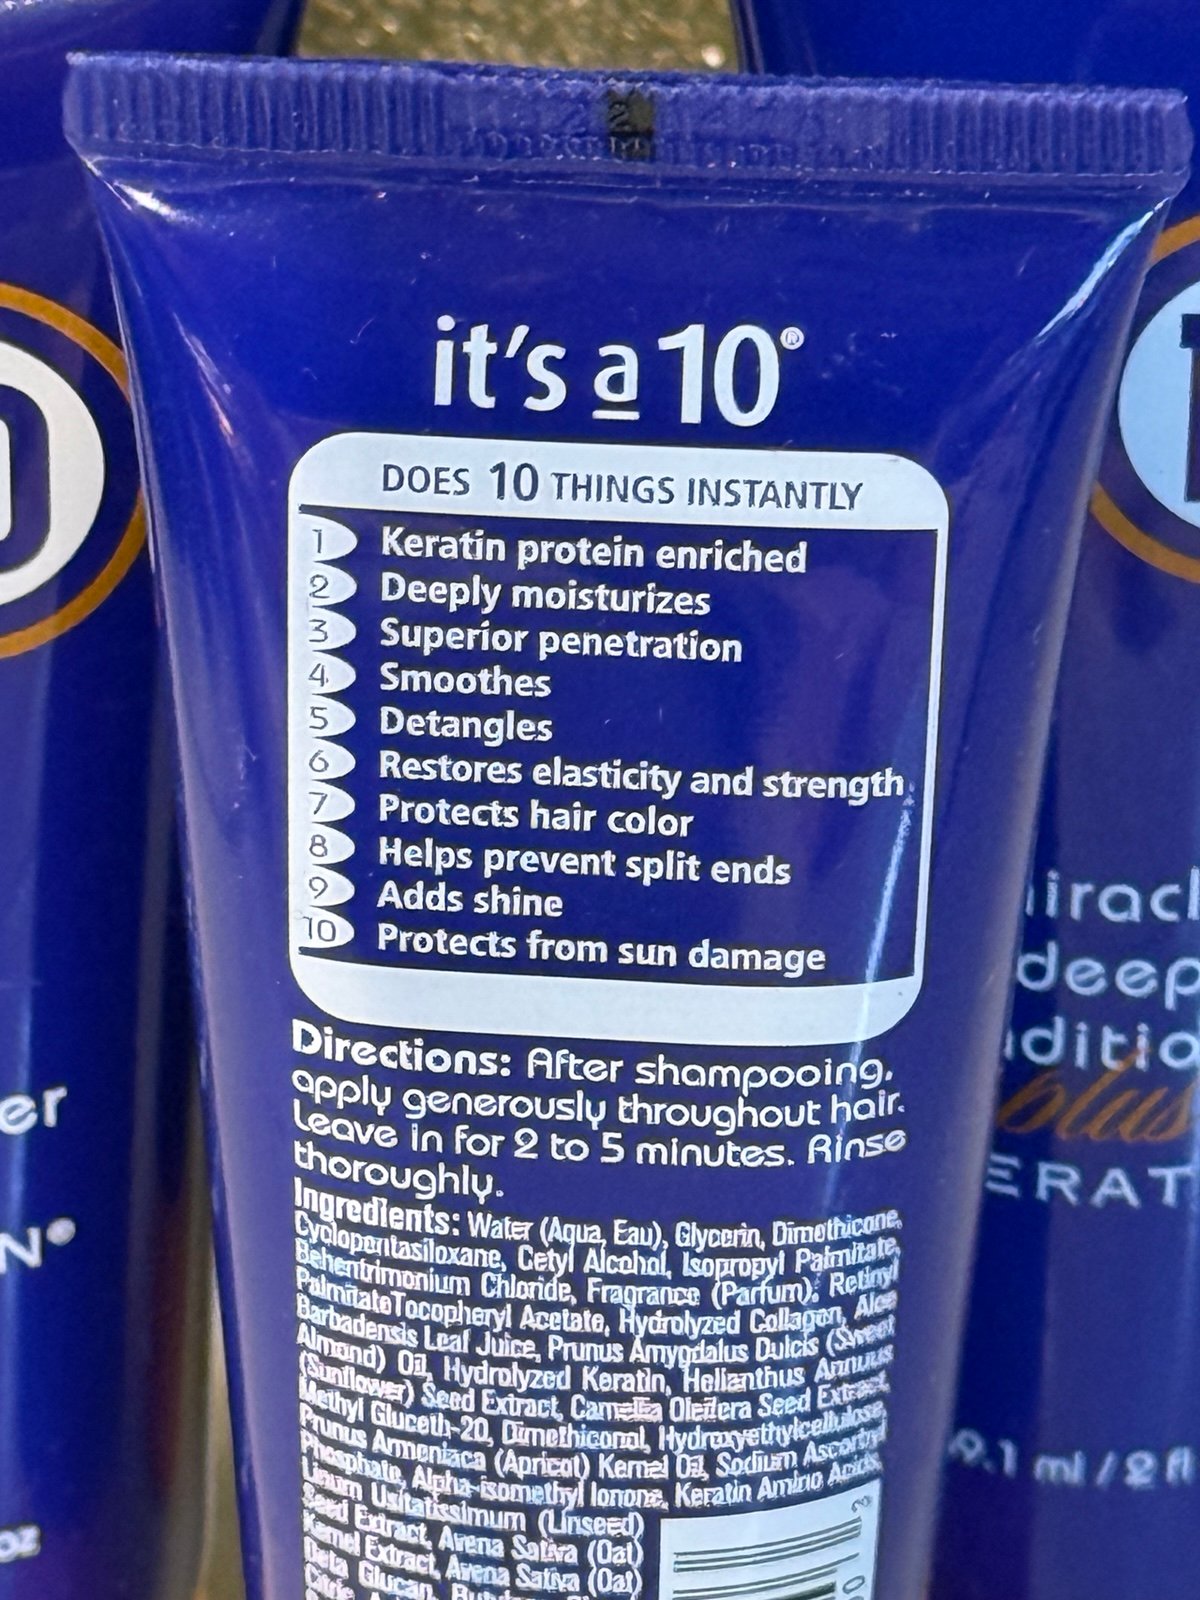 it's a 10®
DOES 10 THINGS INSTANTLY
1 Keratin protein enriched
2 Deeply moisturizes
3 Superior penetration
4 Smoothes
5 Detangles
6 Restores elasticity and strength
7 Protects hair color
8 Helps prevent split ends
9 Adds shine
10 Protects from sun damage
Directions: After shampooing,
apply generously throughout hair.
Leave in for 2 to 5 minutes. Rinse
thoroughly.
Ingredients: Water (Aqua, Eau), Glycerin, Dimethicone,
Cyclopentasiloxane, Cetyl Alcohol, Isopropyl Palmitate,
Behentrimonium Chloride, Fragrance (Parfum), Retinyl
Palmitate Tocopheryl Acetate, Hydrolyzed Collagen, Aloe
Barbadensis Leaf Juice, Prunus Amygdalus Dulcis (Sweet
Almond) Oil, Hydrolyzed Keratin, Helianthus Annuus
(Sunflower) Seed Extract, Camellia Oleifera Seed Extract,
Methyl Gluceth-20, Dimethiconol, Hydroxyethylcellulose,
Prunus Armeniaca (Apricot) Kernel Oil, Sodium Ascorbyl
Phosphate, Alpha-isomethyl Ionone, Keratin Amino Acids,
Linum Usitatissimum (Linseed)
Seed Extract, Avena Sativa (Oat)
Kernel Extract, Avena Sativa (Oat)
Beta Glucan,
iracl
deep
ditio
plus
ERAT
9.1 ml / 2 fl
er
N®
oz